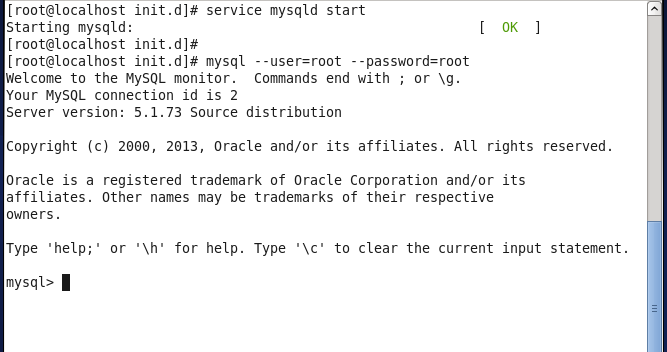 [root@localhost init.d]# service mysqld start
Starting mysqld:                                           [  OK  ]
[root@localhost init.d]#
[root@localhost init.d]# mysql --user=root --password=root
Welcome to the MySQL monitor.  Commands end with ; or \g.
Your MySQL connection id is 2
Server version: 5.1.73 Source distribution

Copyright (c) 2000, 2013, Oracle and/or its affiliates. All rights reserved.

Oracle is a registered trademark of Oracle Corporation and/or its
affiliates. Other names may be trademarks of their respective
owners.

Type 'help;' or '\h' for help. Type '\c' to clear the current input statement.

mysql>